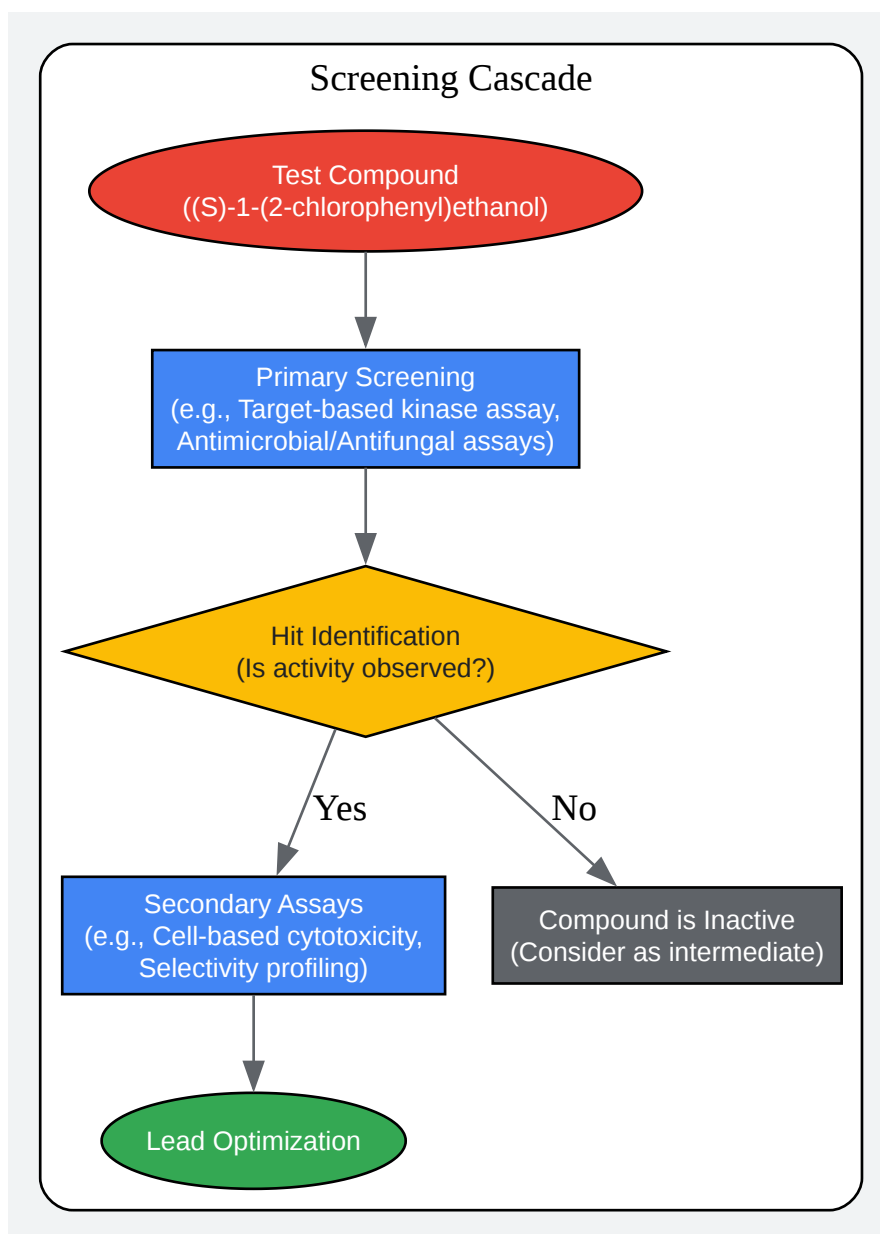 Screening Cascade
Test Compound
((S)-1-(2-chlorophenyl)ethanol)
Primary Screening
(e.g., Target-based kinase assay,
Antimicrobial/Antifungal assays)
Hit Identification
(Is activity observed?)
Yes
No
Secondary Assays
(e.g., Cell-based cytotoxicity,
Selectivity profiling)
Compound is Inactive
(Consider as intermediate)
Lead Optimization